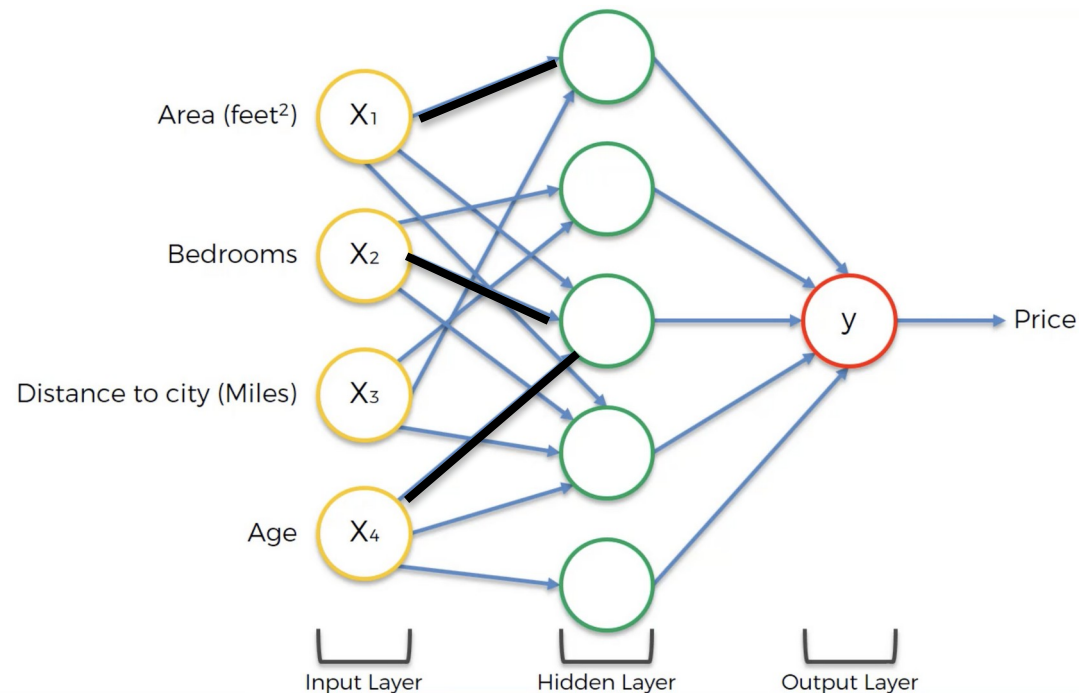 Area (feet²)
X₁
Bedrooms
X₂
Distance to city (Miles)
X₃
Age
X₄
y
Price
Input Layer
Hidden Layer
Output Layer